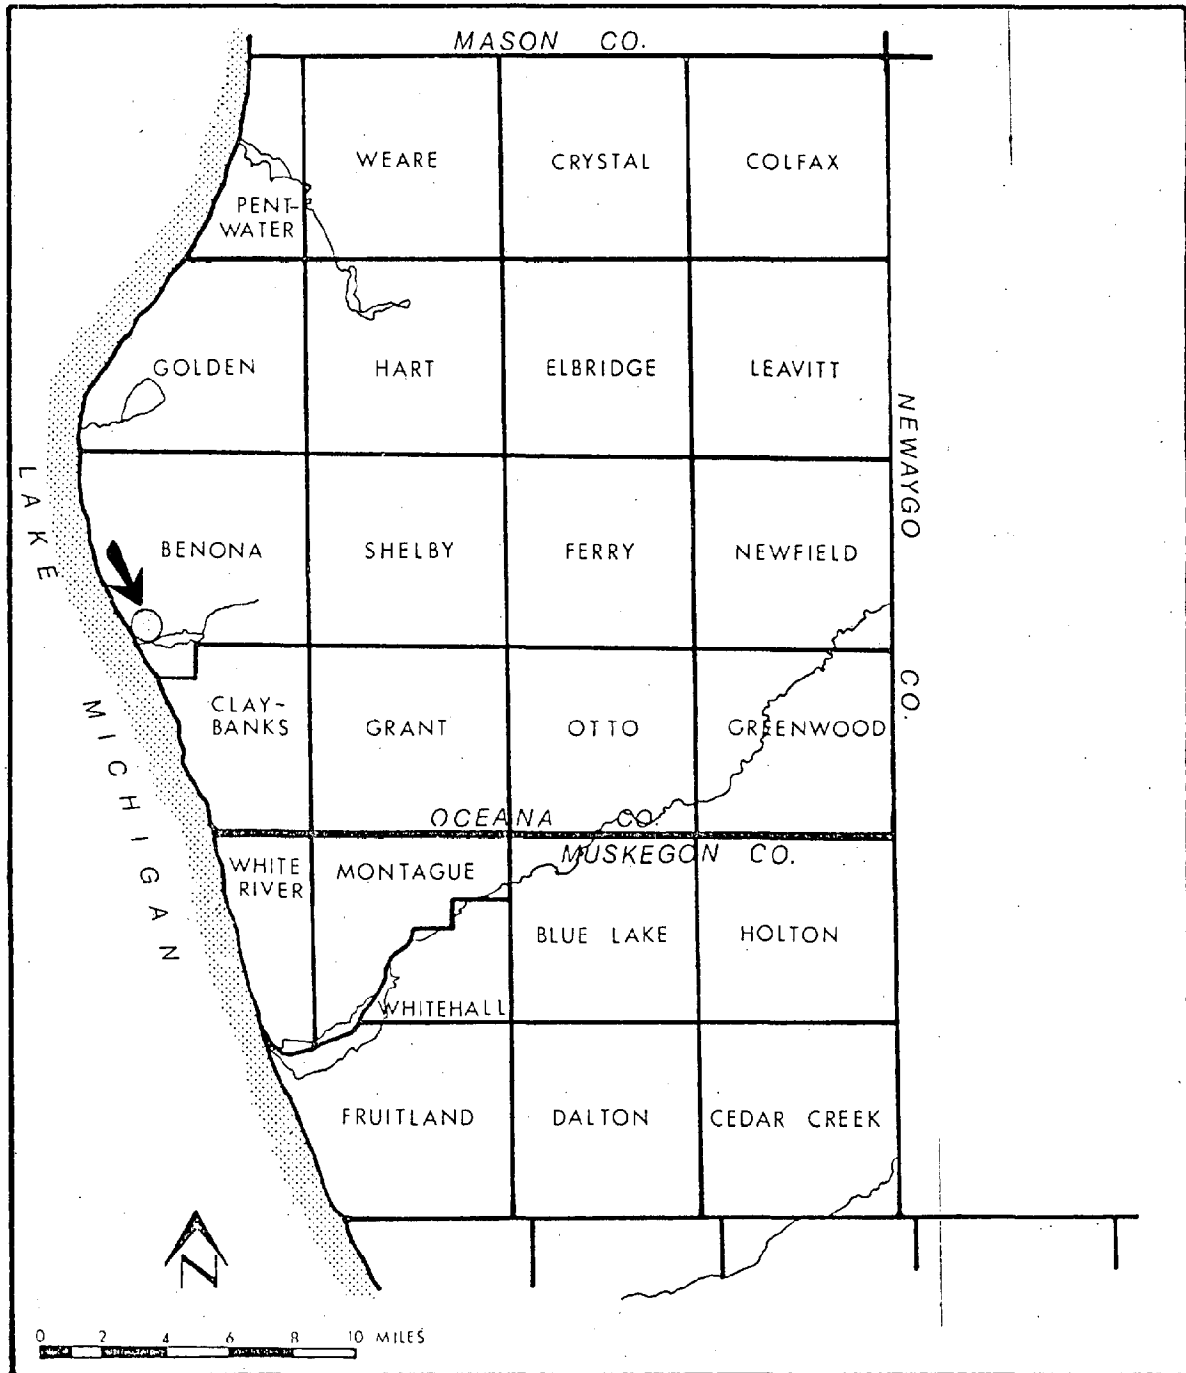 MASON CO.
WEARE CRYSTAL COLFAX
PENT-
WATER
GOLDEN HART ELBRIDGE LEAVITT
NEWAYGO CO.
LAKE MICHIGAN
BENONA SHELBY FERRY NEWFIELD
CLAY-
BANKS
GRANT OTTO GREENWOOD
OCEANA CO.
MUSKEGON CO.
WHITE
RIVER
MONTAGUE
BLUE LAKE HOLTON
WHITEHALL
FRUITLAND DALTON CEDAR CREEK
N
0 2 4 6 8 10 MILES